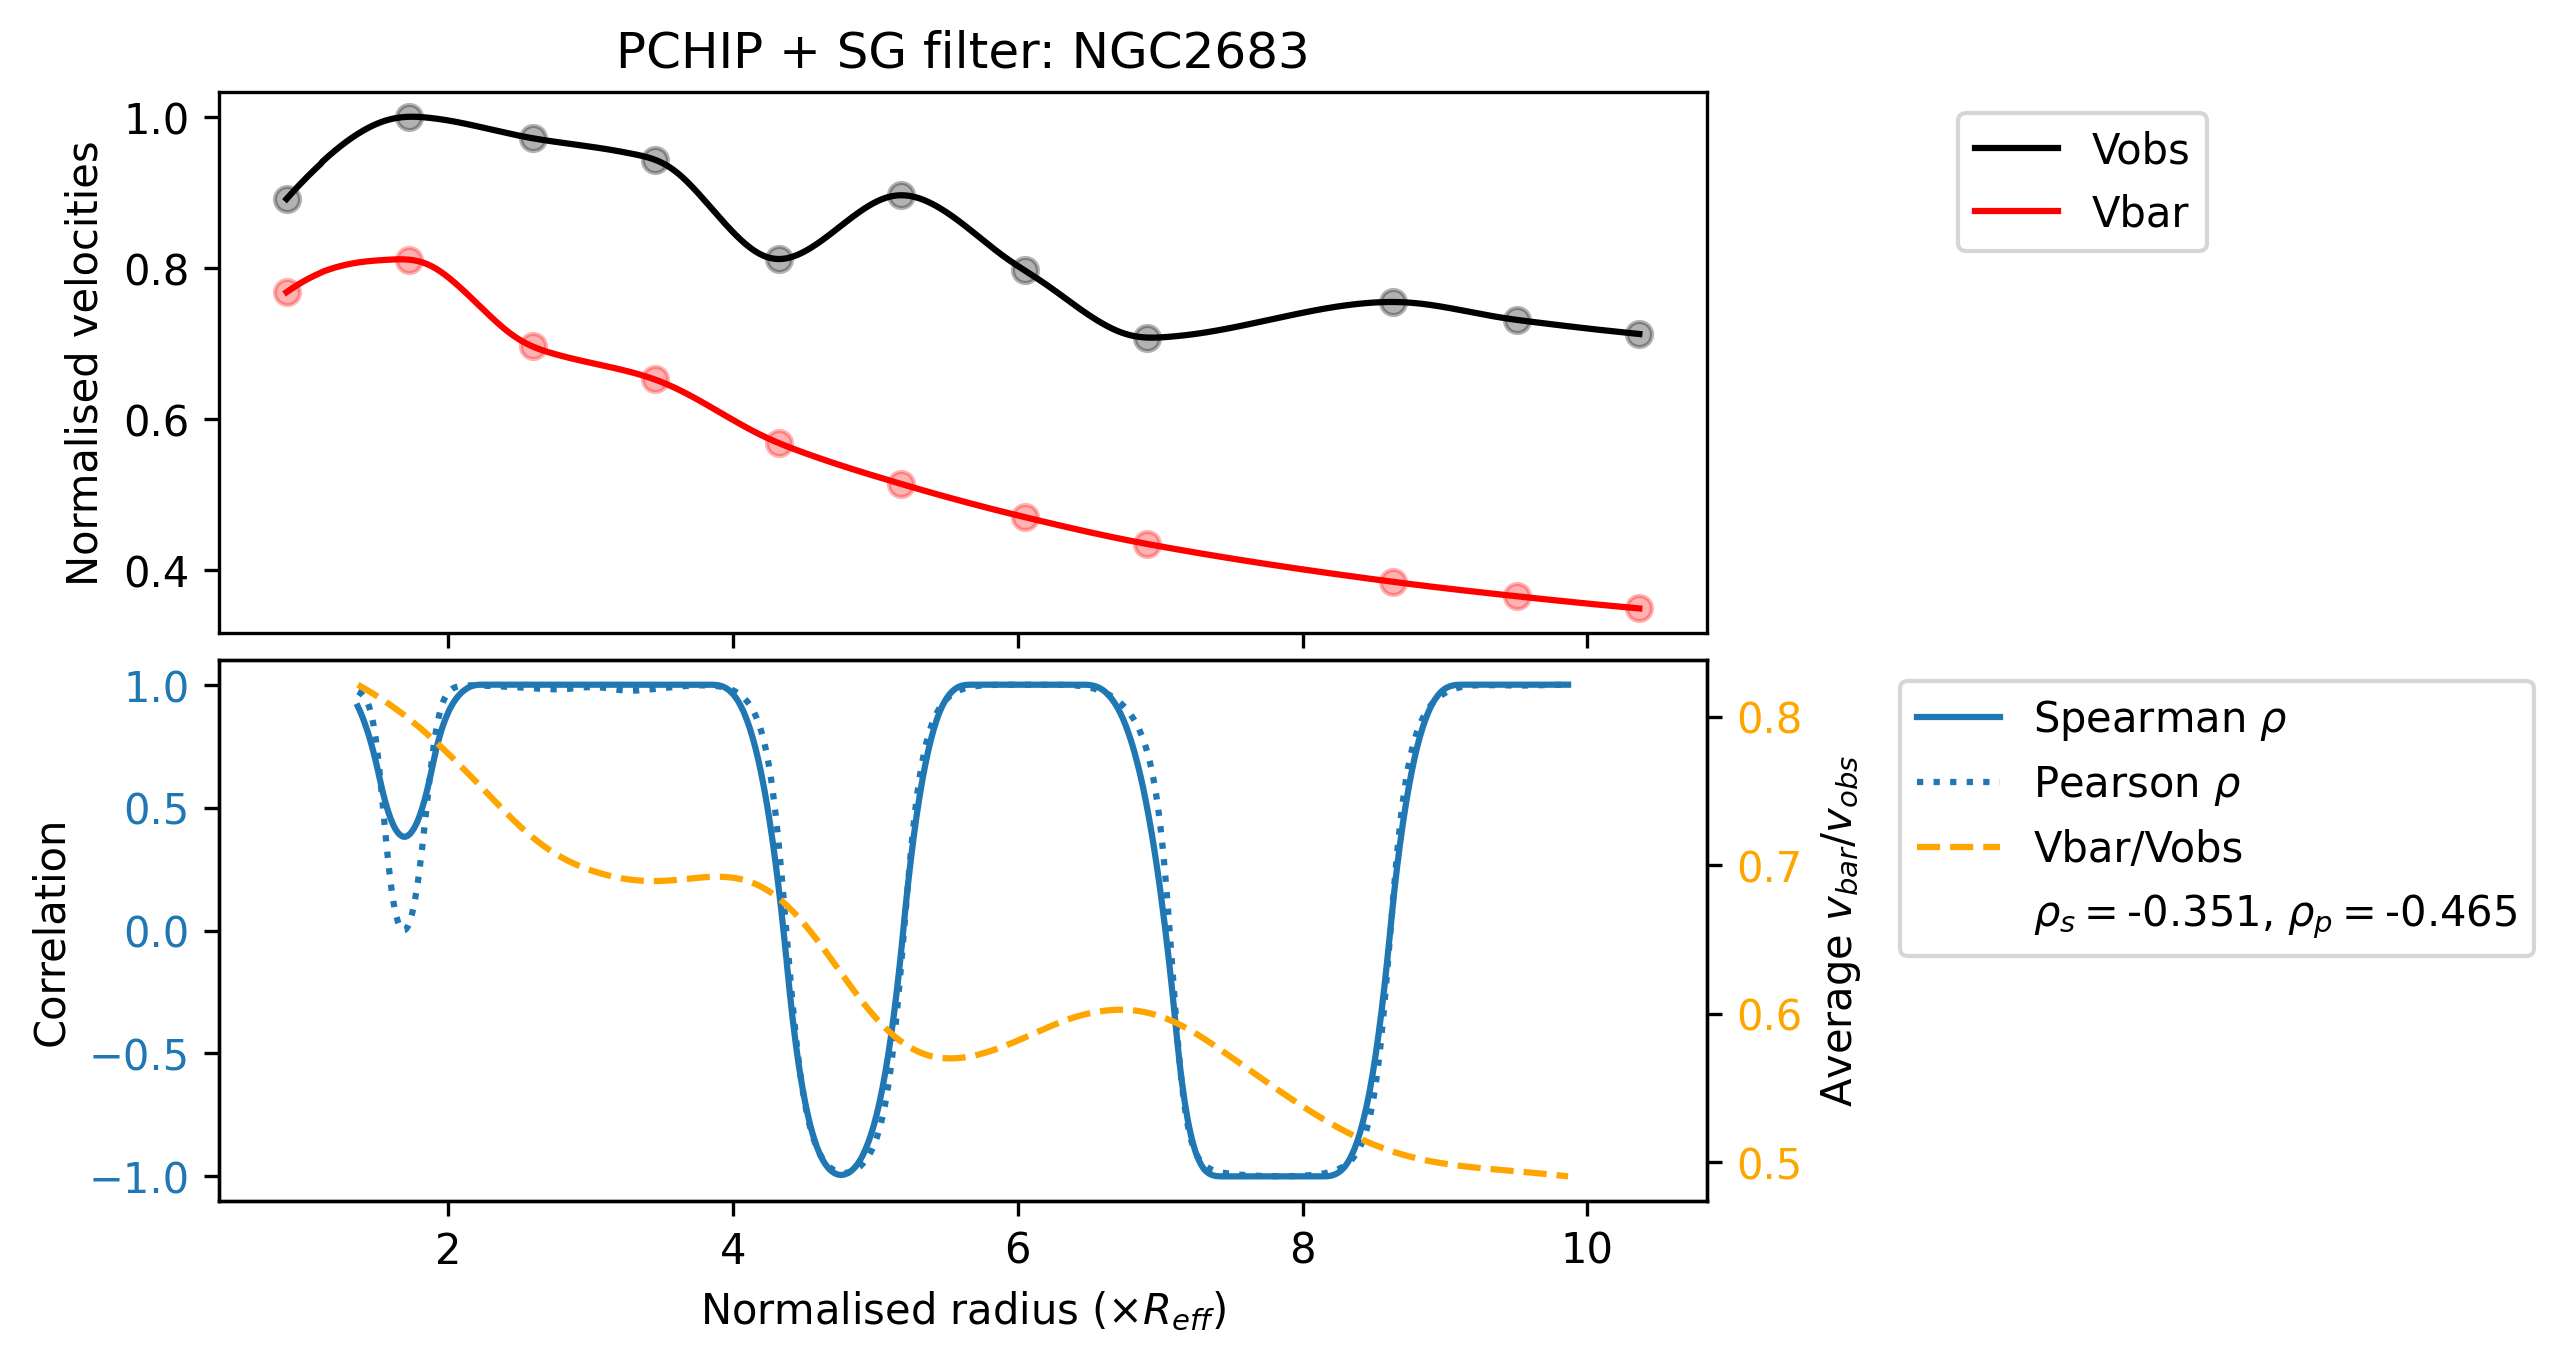 PCHIP + SG filter: NGC2683
Normalised velocities
1.0
0.8
0.6
0.4
Vobs
Vbar
Correlation
1.0
0.5
0.0
−0.5
−1.0
0.8
0.7
0.6
0.5
Average v_bar/v_obs
2 4 6 8 10
Normalised radius (×R_eff)
Spearman ρ
Pearson ρ
Vbar/Vobs
ρ_s = -0.351, ρ_p = -0.465